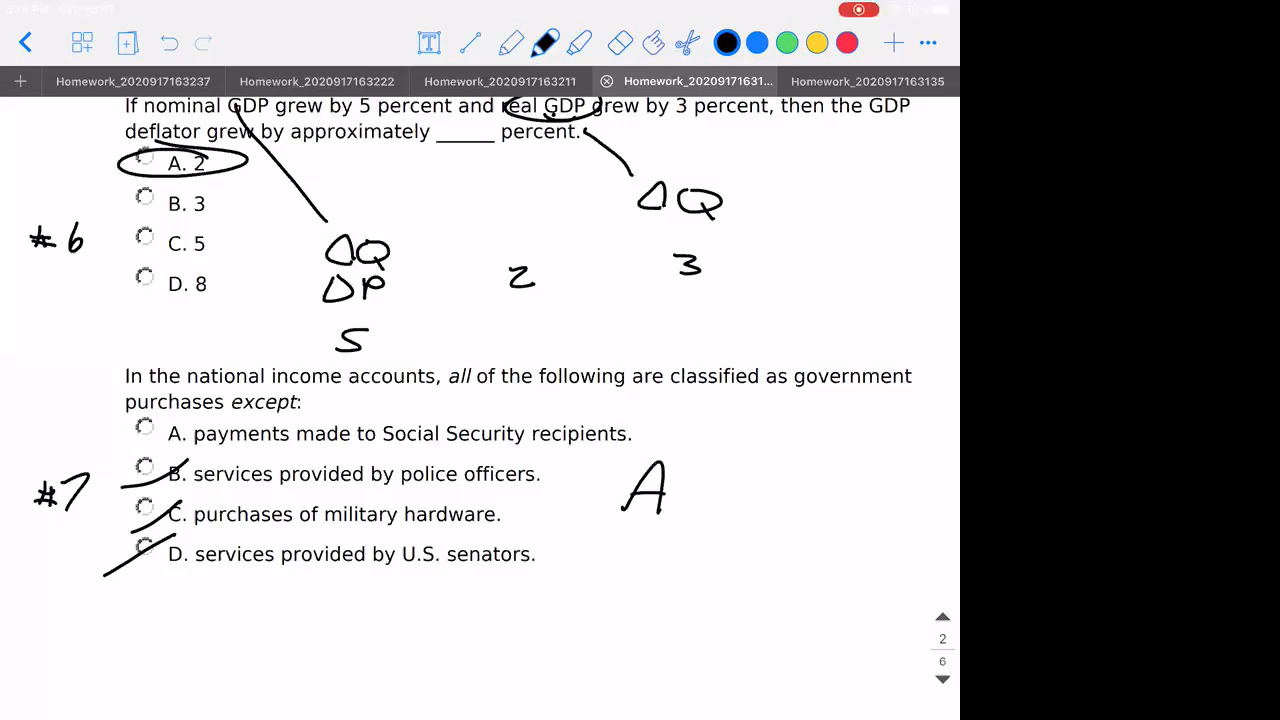 Homework_2020917163237
Homework_2020917163222
Homework_2020917163211
Homework_20209171631...
Homework_2020917163135
If nominal GDP grew by 5 percent and real GDP grew by 3 percent, then the GDP
deflator grew by approximately ______ percent.
A. 2
B. 3
C. 5
D. 8
#6
ΔQ
ΔP
5
2
ΔQ
3
In the national income accounts, all of the following are classified as government
purchases except:
A. payments made to Social Security recipients.
B. services provided by police officers.
C. purchases of military hardware.
D. services provided by U.S. senators.
#7
A
2
6